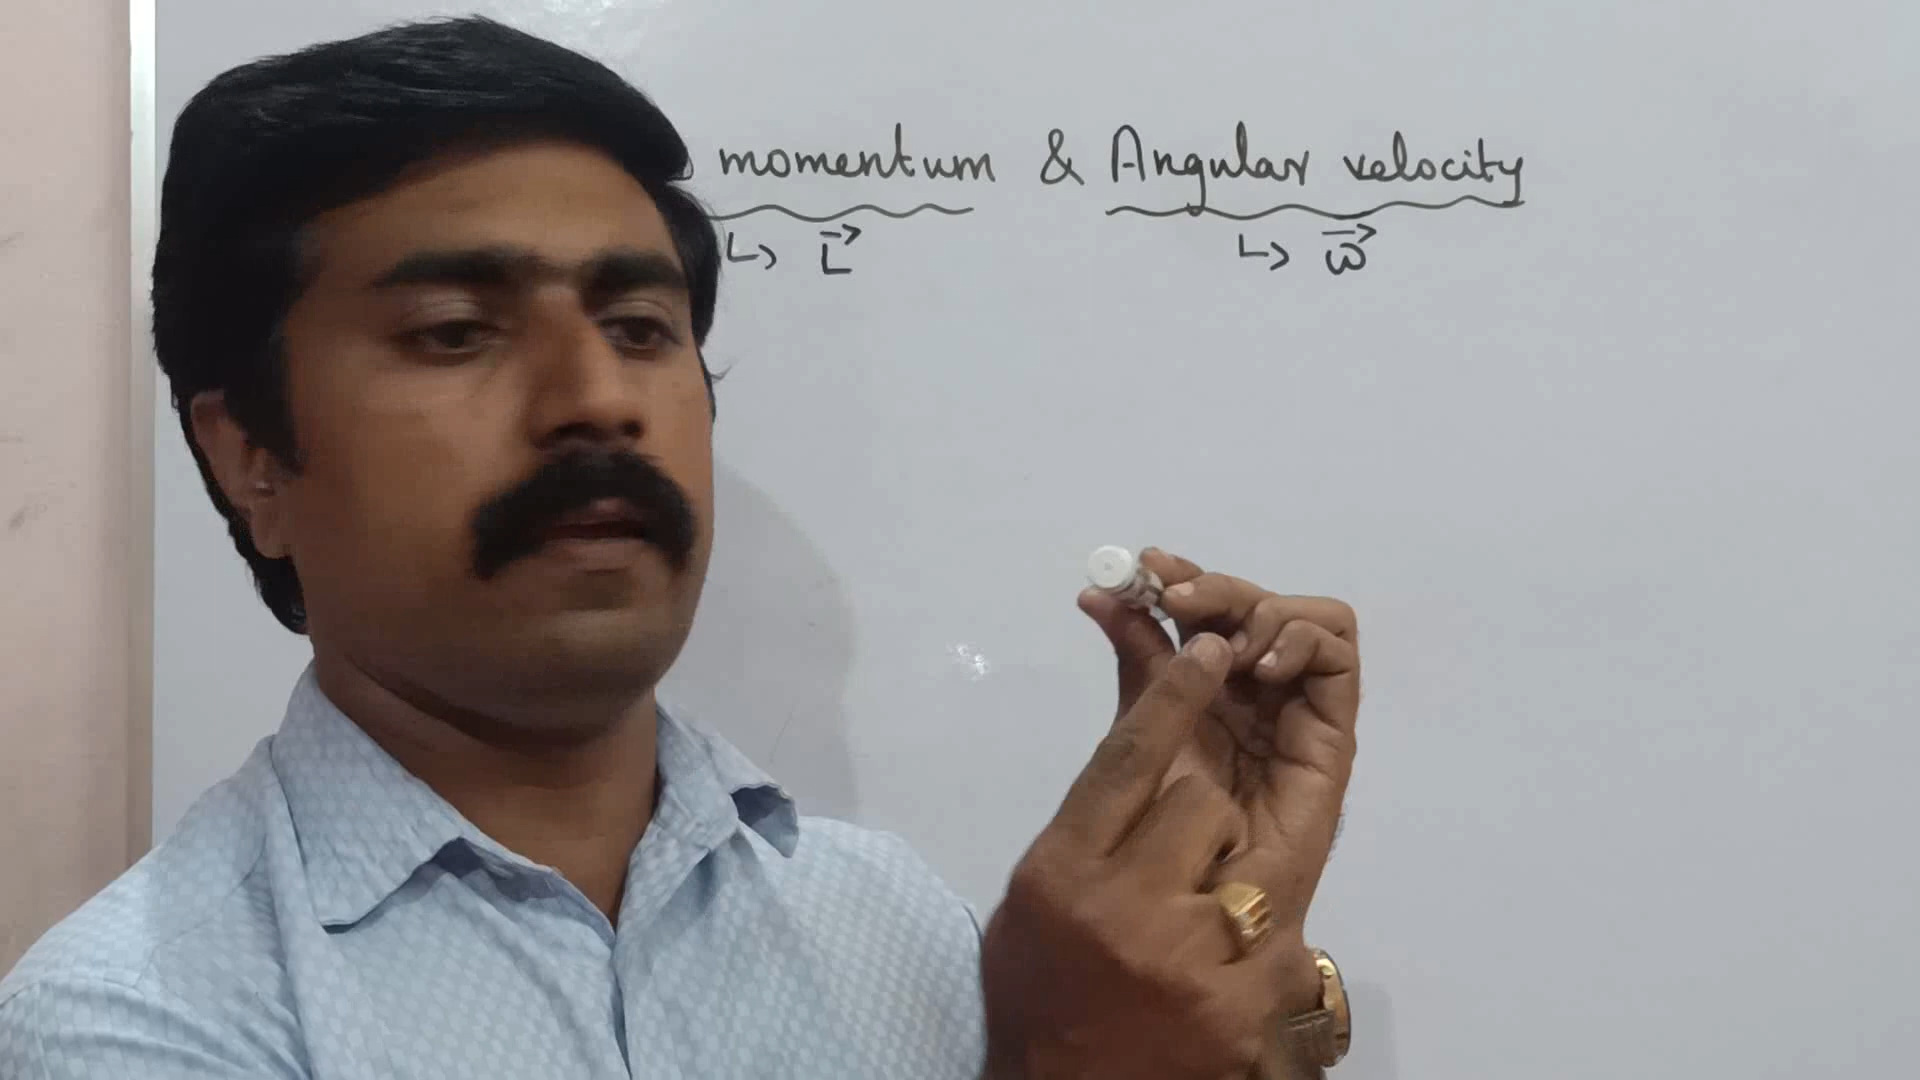 momentum & Angular velocity
↳ L⃗ ↳ ω⃗